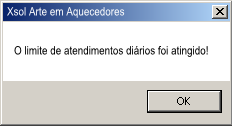 Xsol Arte em Aquecedores
O limite de atendimentos diários foi atingido!
OK